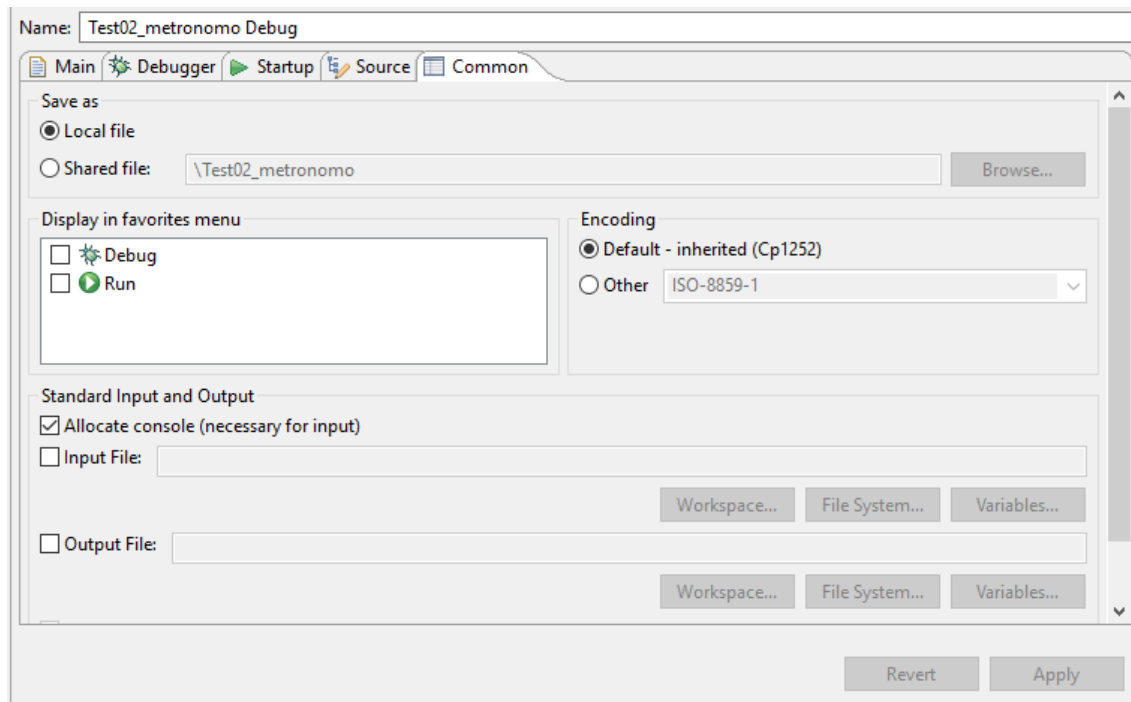 Name: Test02_metronomo Debug
Main Debugger Startup Source Common
Save as
Local file
Shared file: \Test02_metronomo Browse...
Display in favorites menu
Debug
Run
Encoding
Default - inherited (Cp1252)
Other ISO-8859-1
Standard Input and Output
Allocate console (necessary for input)
Input File:
Workspace... File System... Variables...
Output File:
Workspace... File System... Variables...
Revert Apply